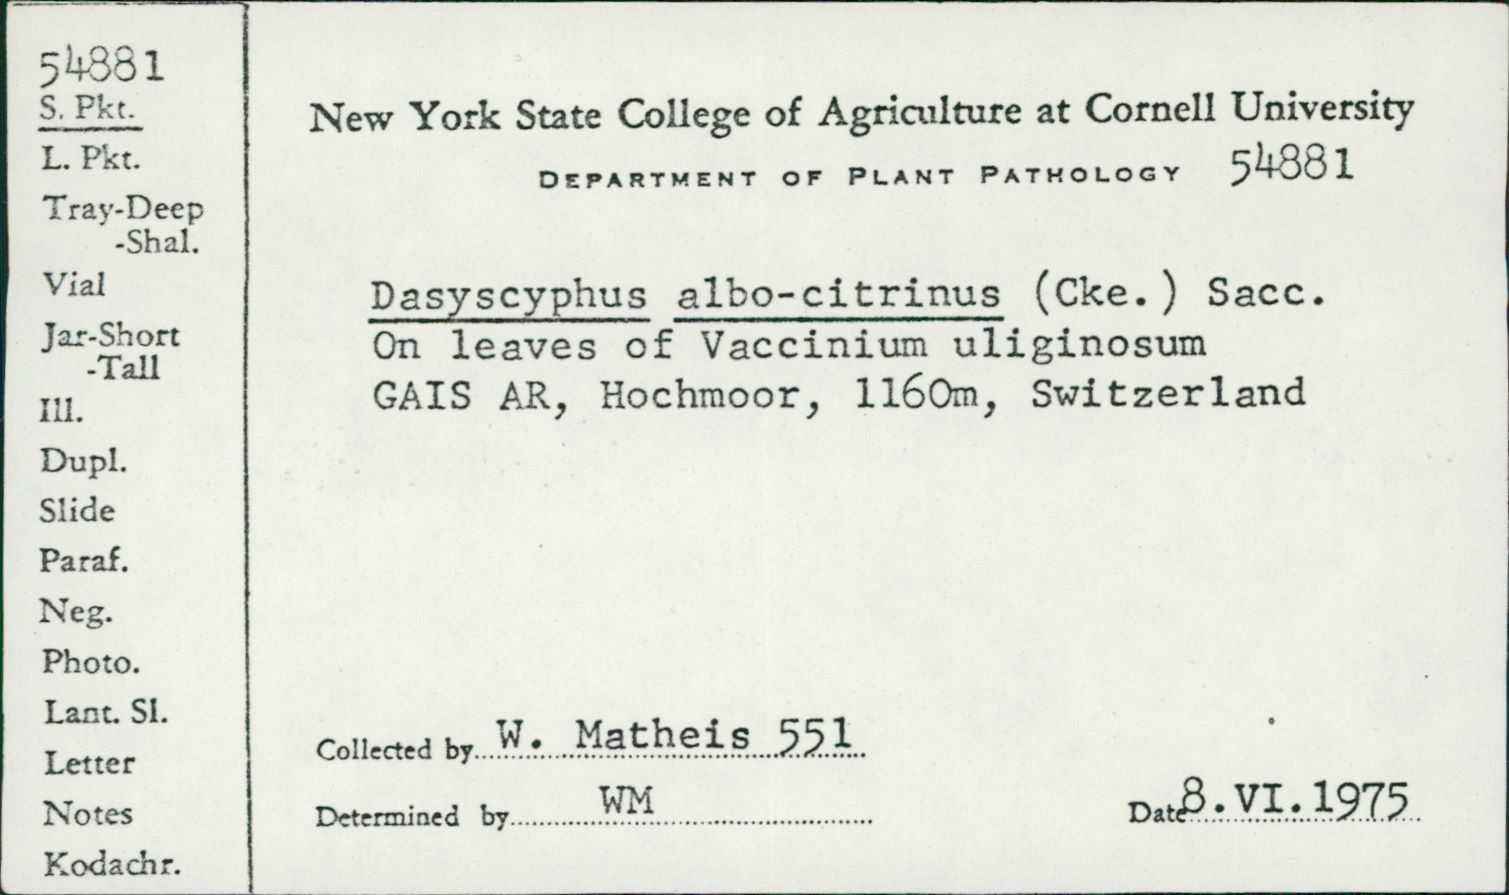 54881
S. Pkt.
L. Pkt.
Tray-Deep
-Shal.
Vial
Jar-Short
-Tall
Ill.
Dupl.
Slide
Paraf.
Neg.
Photo.
Lant. Sl.
Letter
Notes
Kodachr.
New York State College of Agriculture at Cornell University
DEPARTMENT OF PLANT PATHOLOGY 54881
Dasyscyphus albo-citrinus (Cke.) Sacc.
On leaves of Vaccinium uliginosum
GAIS AR, Hochmoor, 1160m, Switzerland
Collected by W. Matheis 551
Determined by WM
Date 8.VI.1975